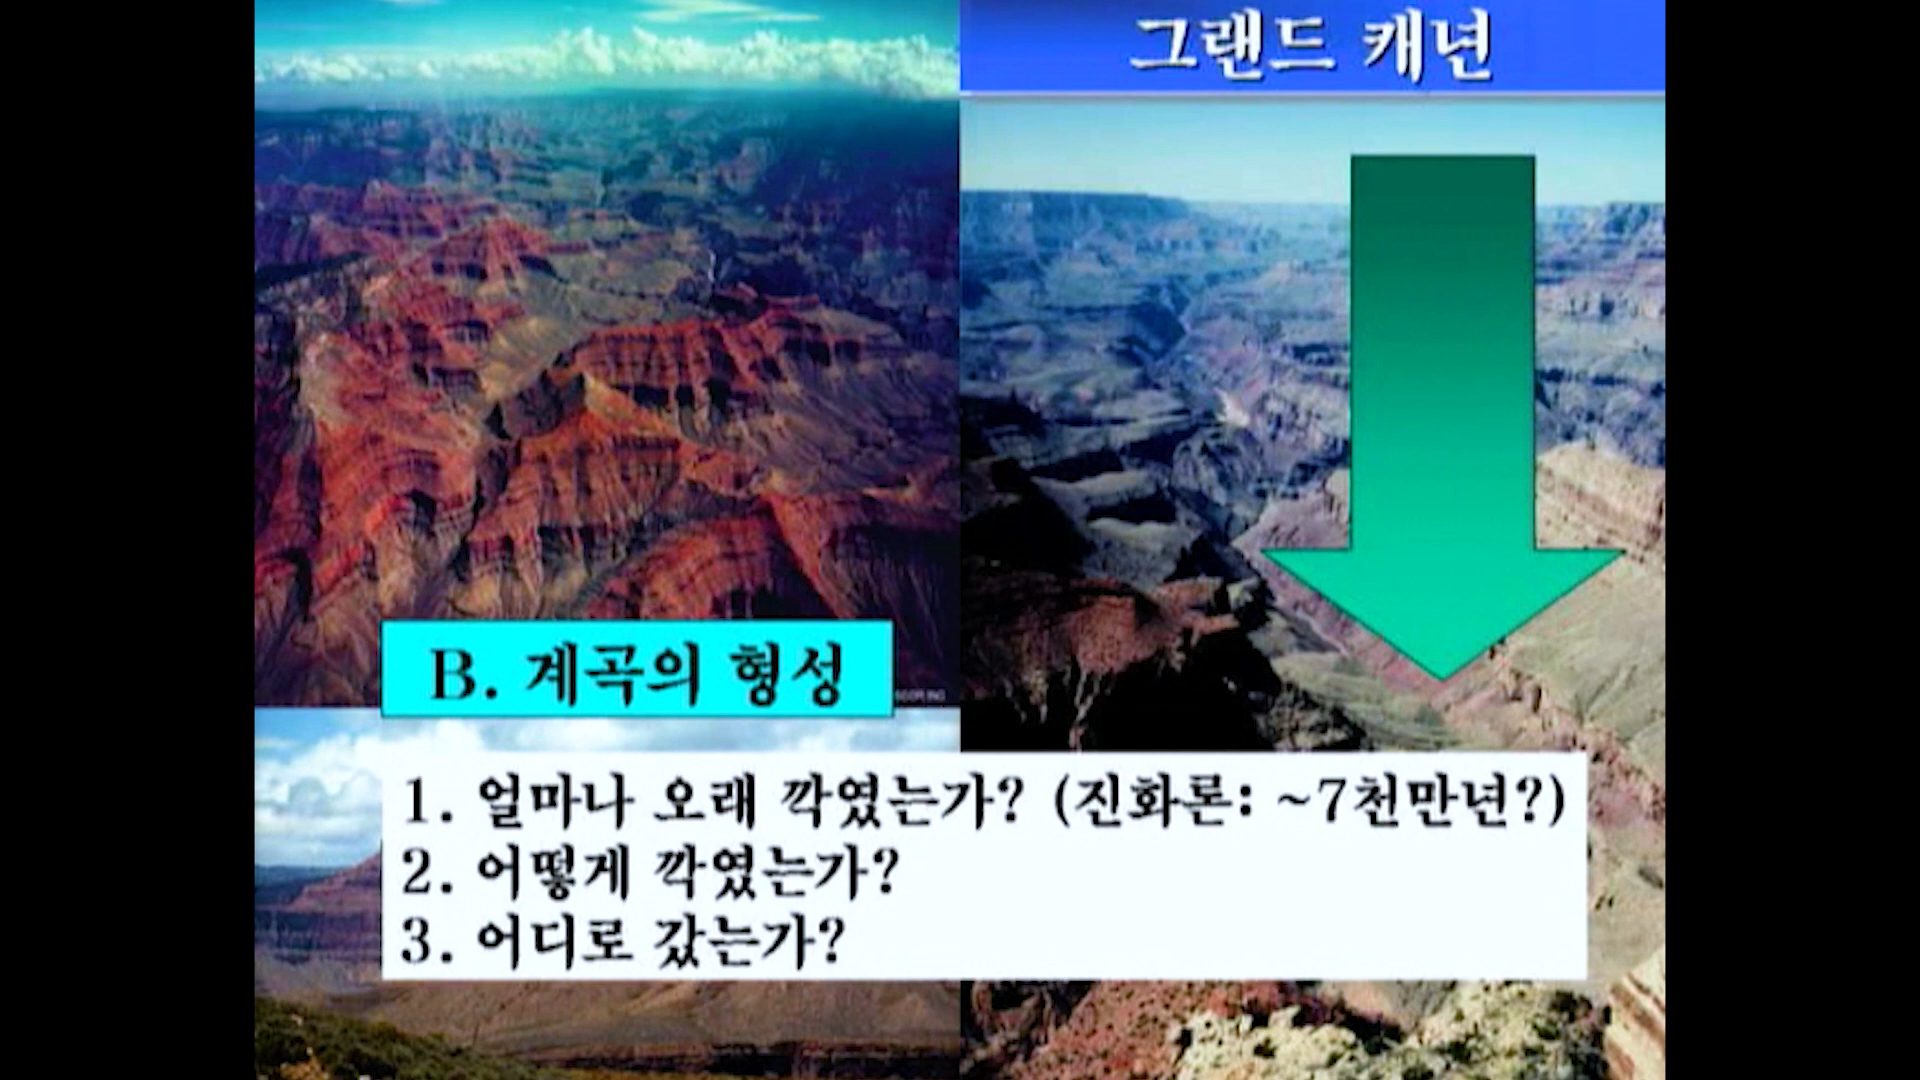 그랜드 캐년
B. 계곡의 형성
1. 얼마나 오래 깍였는가? (진화론: ~7천만년?)
2. 어떻게 깍였는가?
3. 어디로 갔는가?